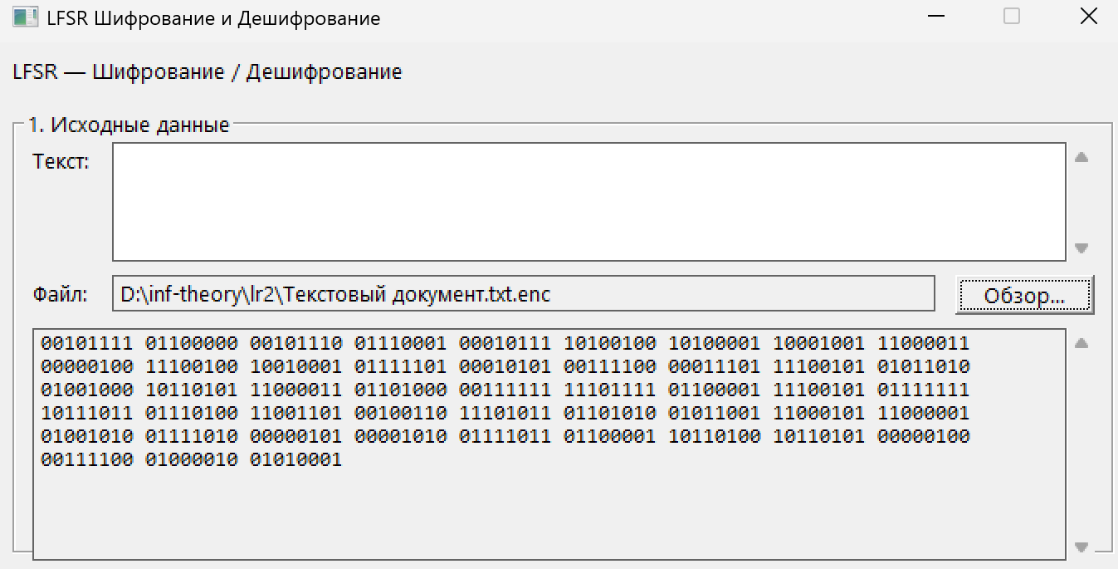 LFSR Шифрование и Дешифрование
LFSR — Шифрование / Дешифрование
1. Исходные данные
Текст:
Файл: D:\inf-theory\lr2\Текстовый документ.txt.enc Обзор...
00101111 01100000 00101110 01110001 00010111 10100100 10100001 10001001 11000011
00000100 11100100 10010001 01111101 00010101 00111100 00011101 11100101 01011010
01001000 10110101 11000011 01101000 00111111 11101111 01100001 11100101 01111111
10111011 01110100 11001101 00100110 11101011 01101010 01011001 11000101 11000001
01001010 01111010 00000101 00001010 01111011 01100001 10110100 10110101 00000100
00111100 01000010 01010001